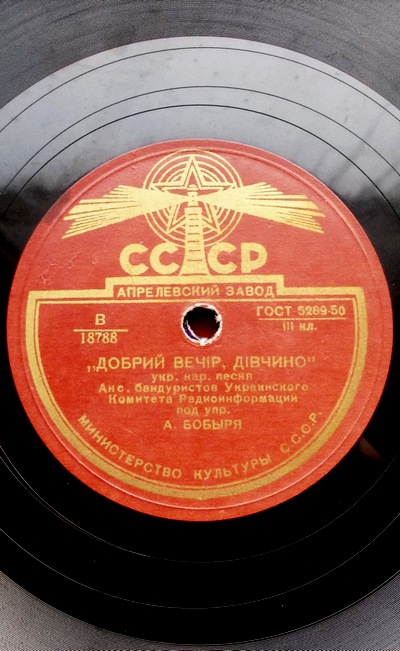 СССР
АПРЕЛЕВСКИЙ ЗАВОД
В
18788
ГОСТ 5289-50
III кл.
„ДОБРИЙ ВЕЧІР, ДІВЧИНО"
укр. нар. песня
Анс. бандуристов Украинского
Комитета Радиоинформации
под упр.
А. БОБЫРЯ
МИНИСТЕРСТВО КУЛЬТУРЫ С.С.С.Р.